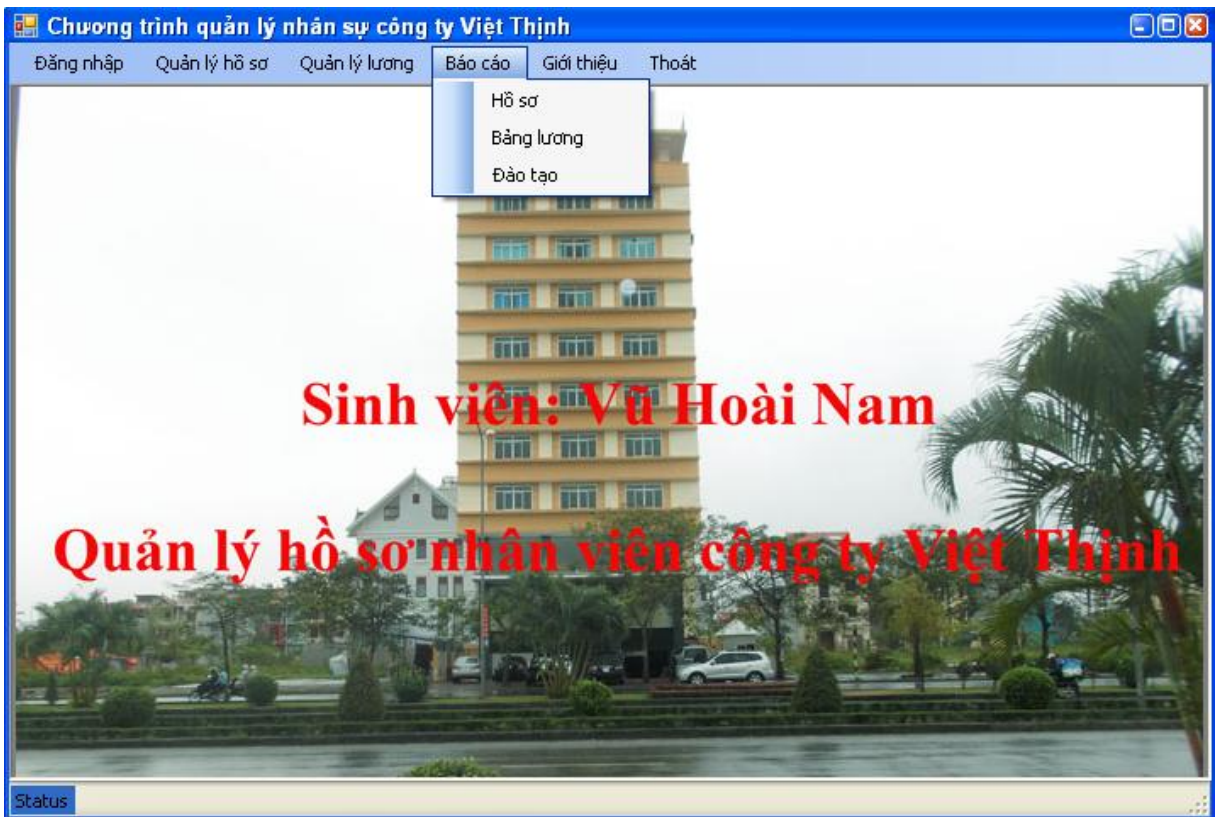 Chương trình quản lý nhân sự công ty Việt Thịnh
Đăng nhập Quản lý hồ sơ Quản lý lương Báo cáo Giới thiệu Thoát
Hồ sơ
Bảng lương
Đào tạo
Sinh viên: Vũ Hoài Nam
Quản lý hồ sơ nhân viên công ty Việt Thịnh
Status